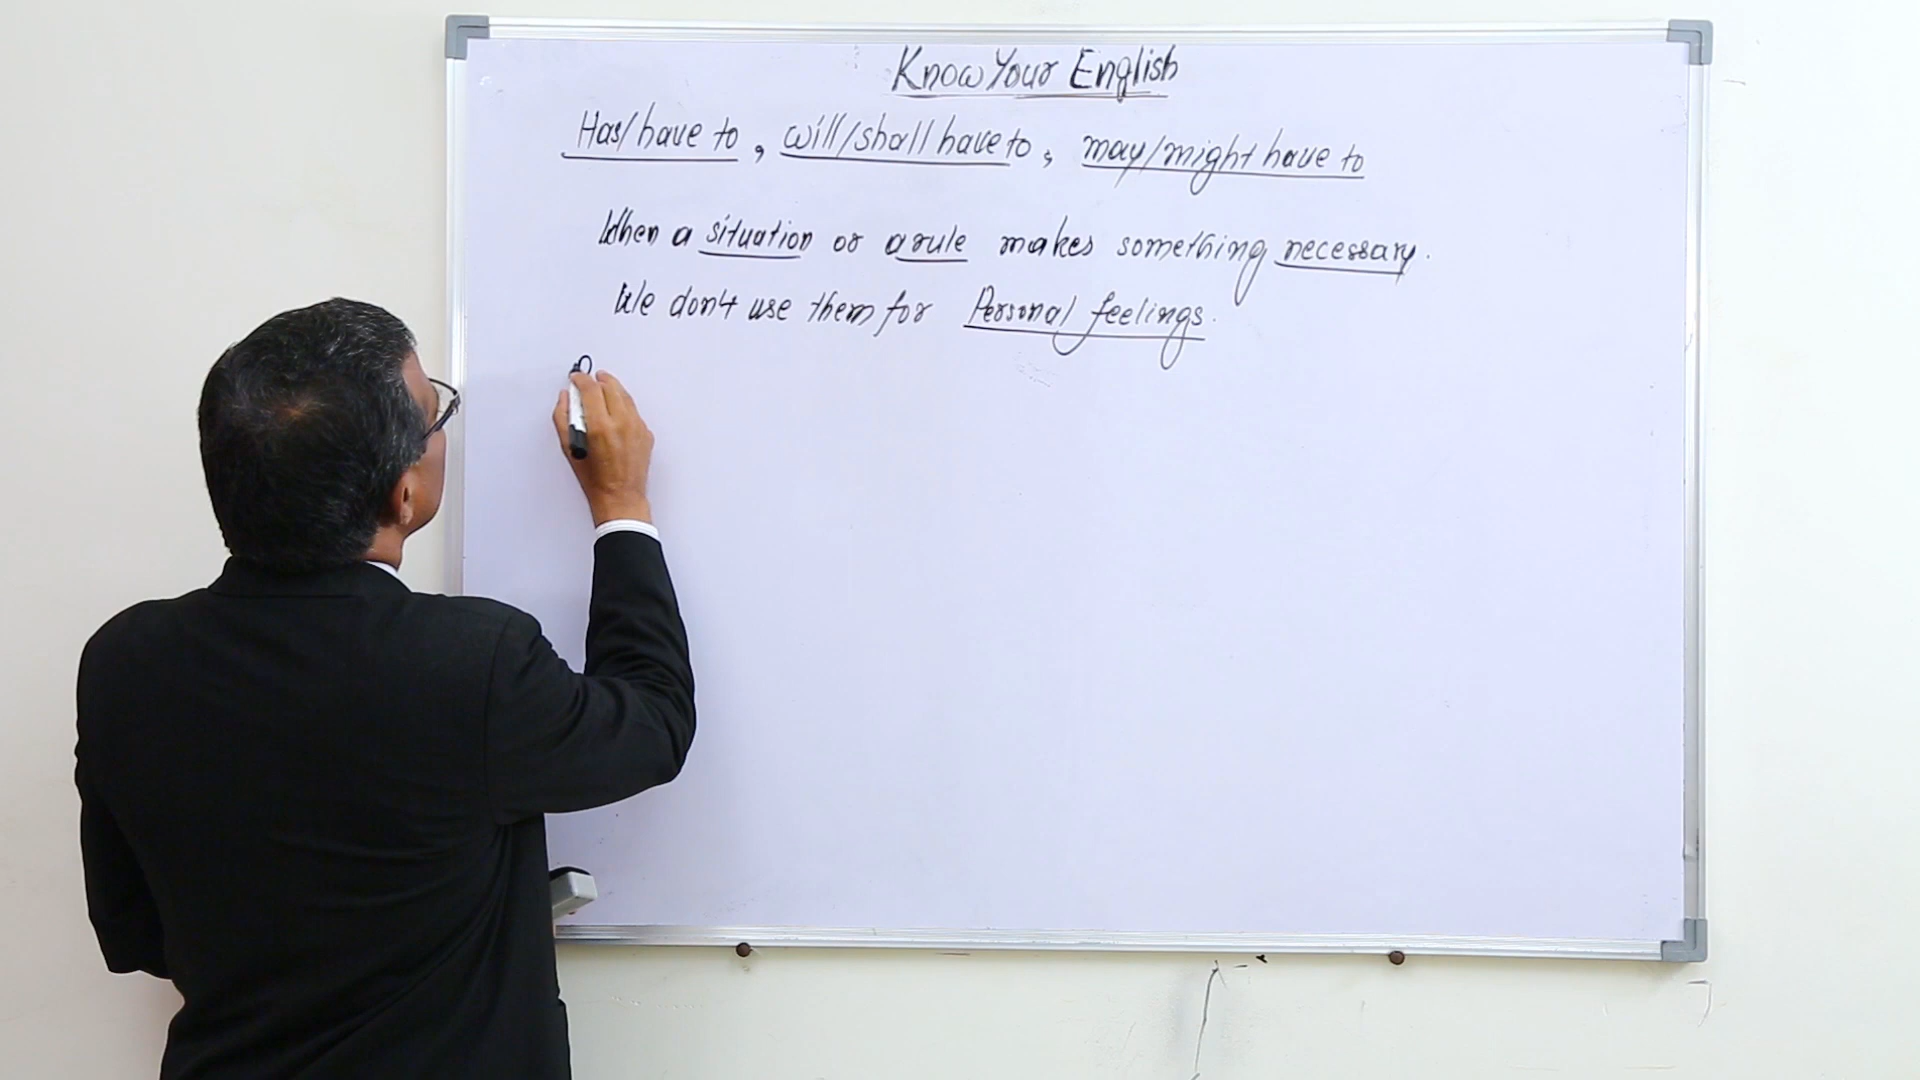 Know Your English
Has/have to, will/shall have to, may/might have to
When a situation or a rule makes something necessary.
We don't use them for Personal feelings.